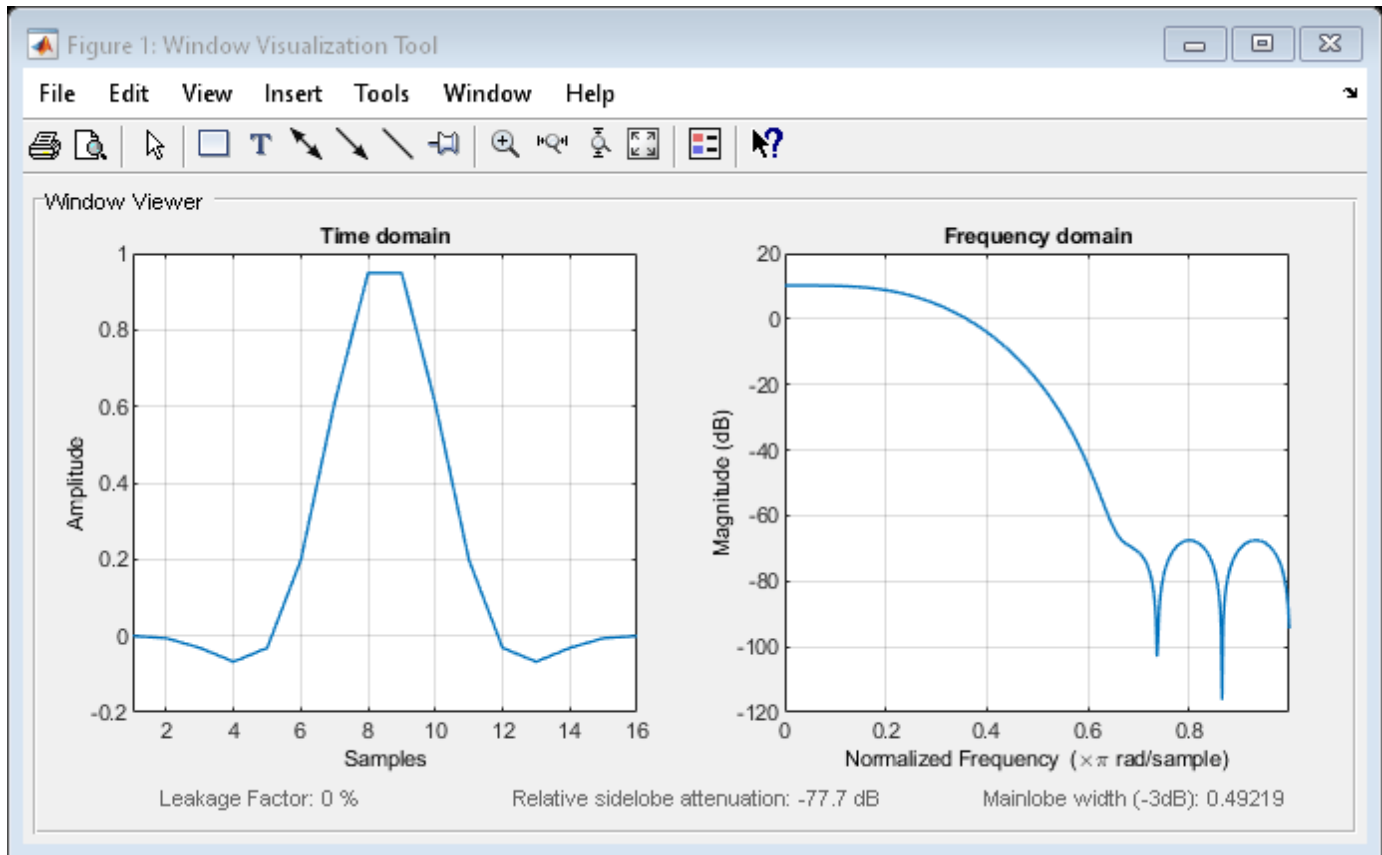 Figure 1: Window Visualization Tool
File Edit View Insert Tools Window Help
T
?
Window Viewer
Time domain
1
0.8
0.6
0.4
0.2
0
-0.2
Amplitude
2 4 6 8 10 12 14 16
Samples
Frequency domain
20
0
-20
-40
-60
-80
-100
-120
Magnitude (dB)
0 0.2 0.4 0.6 0.8
Normalized Frequency (×π rad/sample)
Leakage Factor: 0 % Relative sidelobe attenuation: -77.7 dB Mainlobe width (-3dB): 0.49219